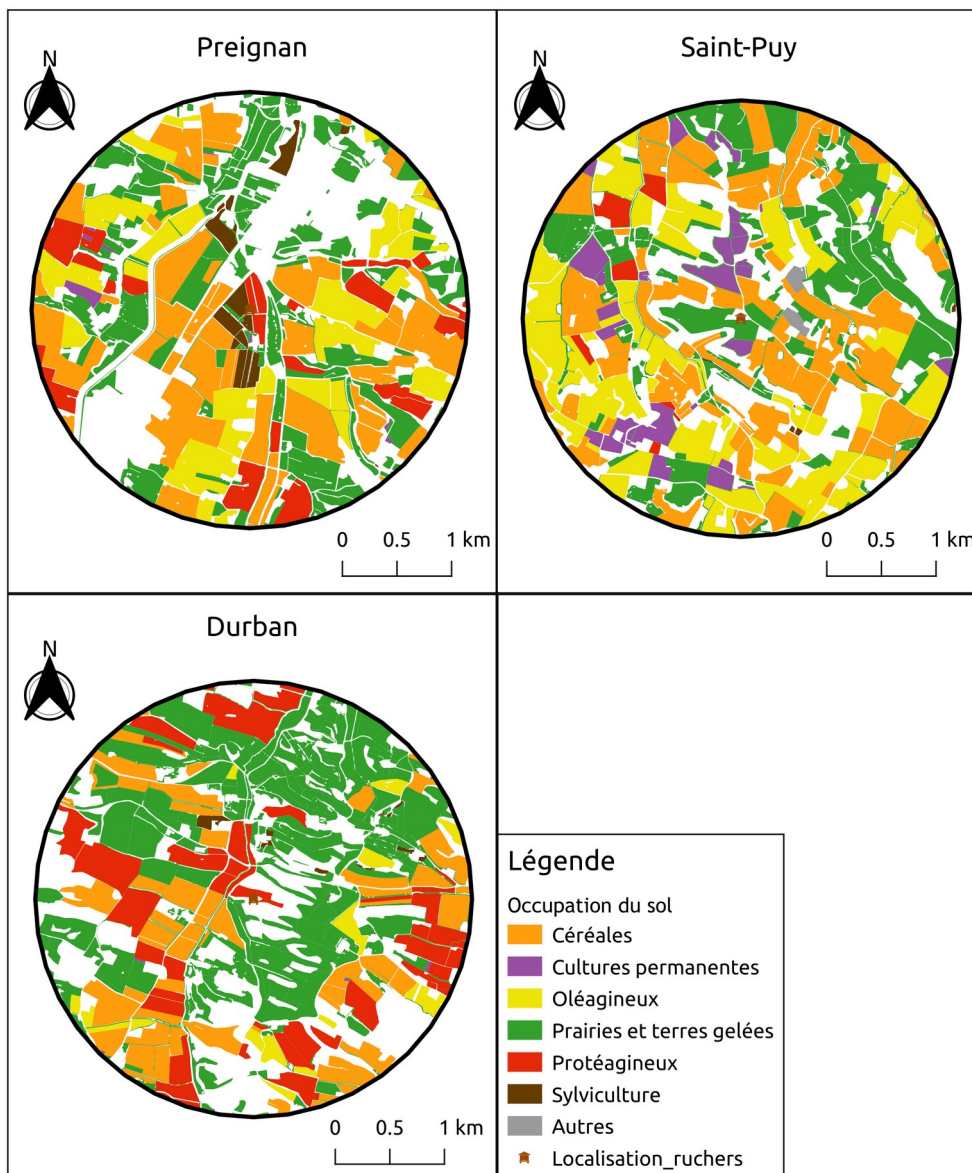 Preignan
N
0 0.5 1 km
Saint-Puy
N
0 0.5 1 km
Durban
N
0 0.5 1 km
Légende
Occupation du sol
Céréales
Cultures permanentes
Oléagineux
Prairies et terres gelées
Protéagineux
Sylviculture
Autres
Localisation_ruchers